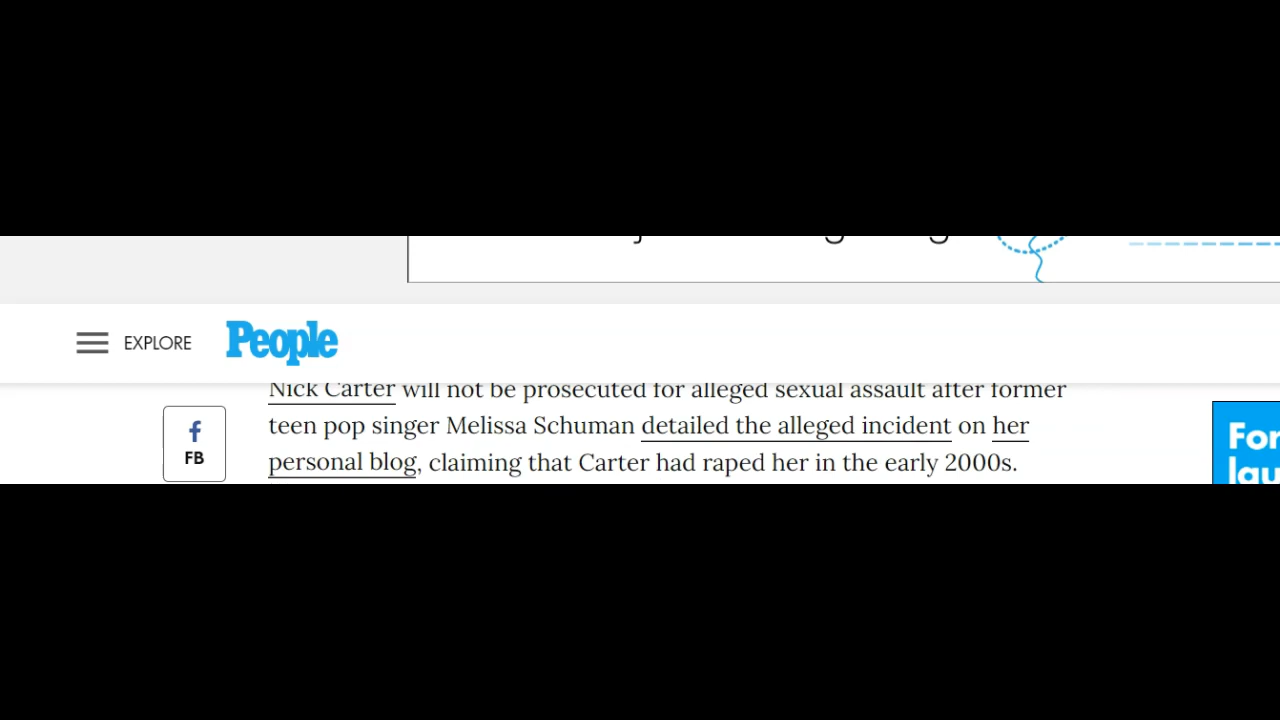 EXPLORE People
Nick Carter will not be prosecuted for alleged sexual assault after former
teen pop singer Melissa Schuman detailed the alleged incident on her
personal blog, claiming that Carter had raped her in the early 2000s.
FB